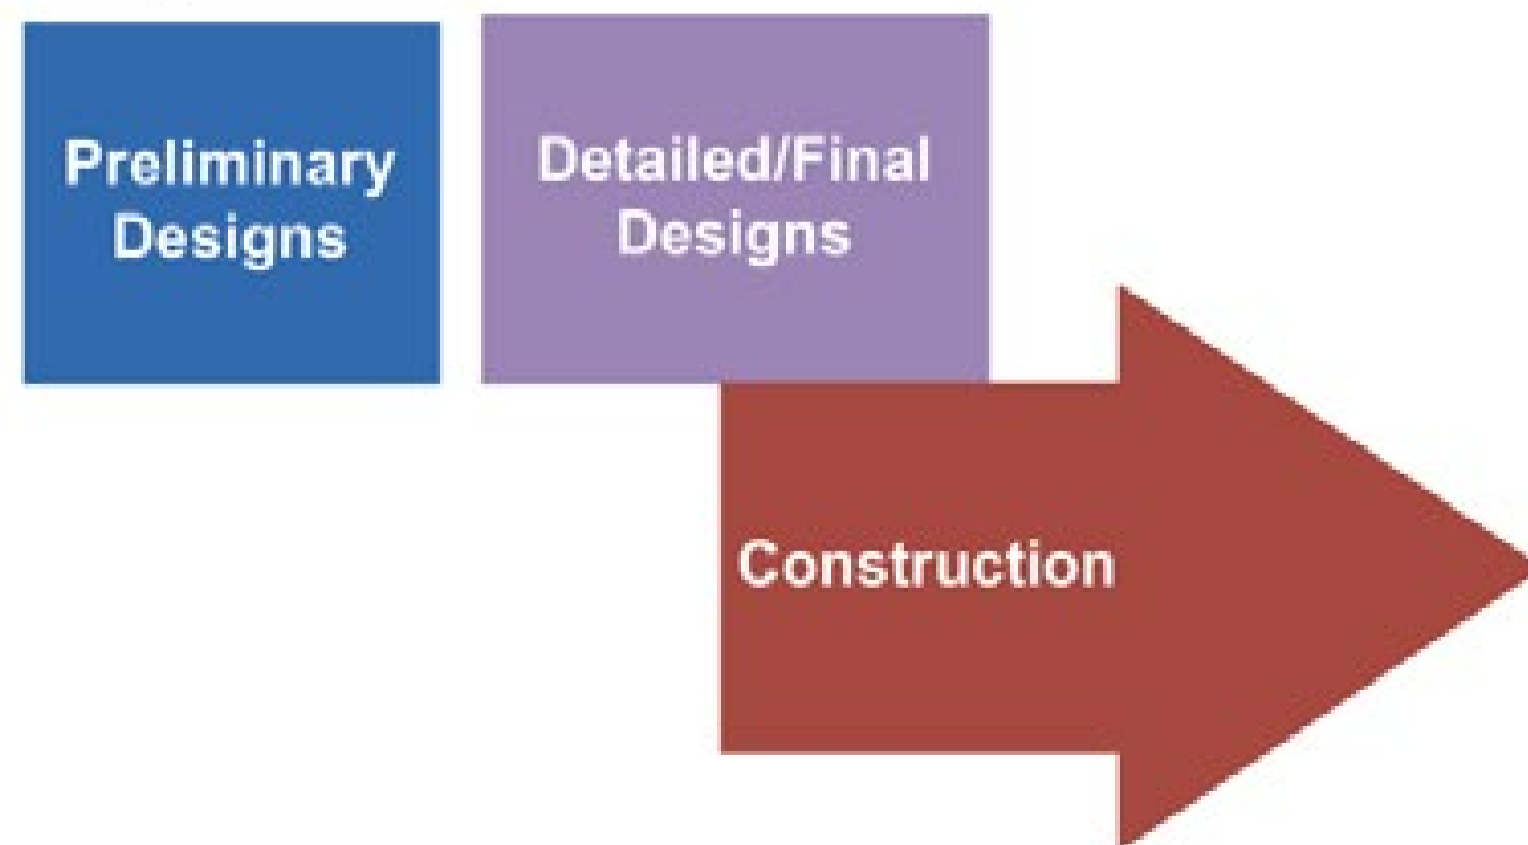 Preliminary
Designs
Detailed/Final
Designs
Construction